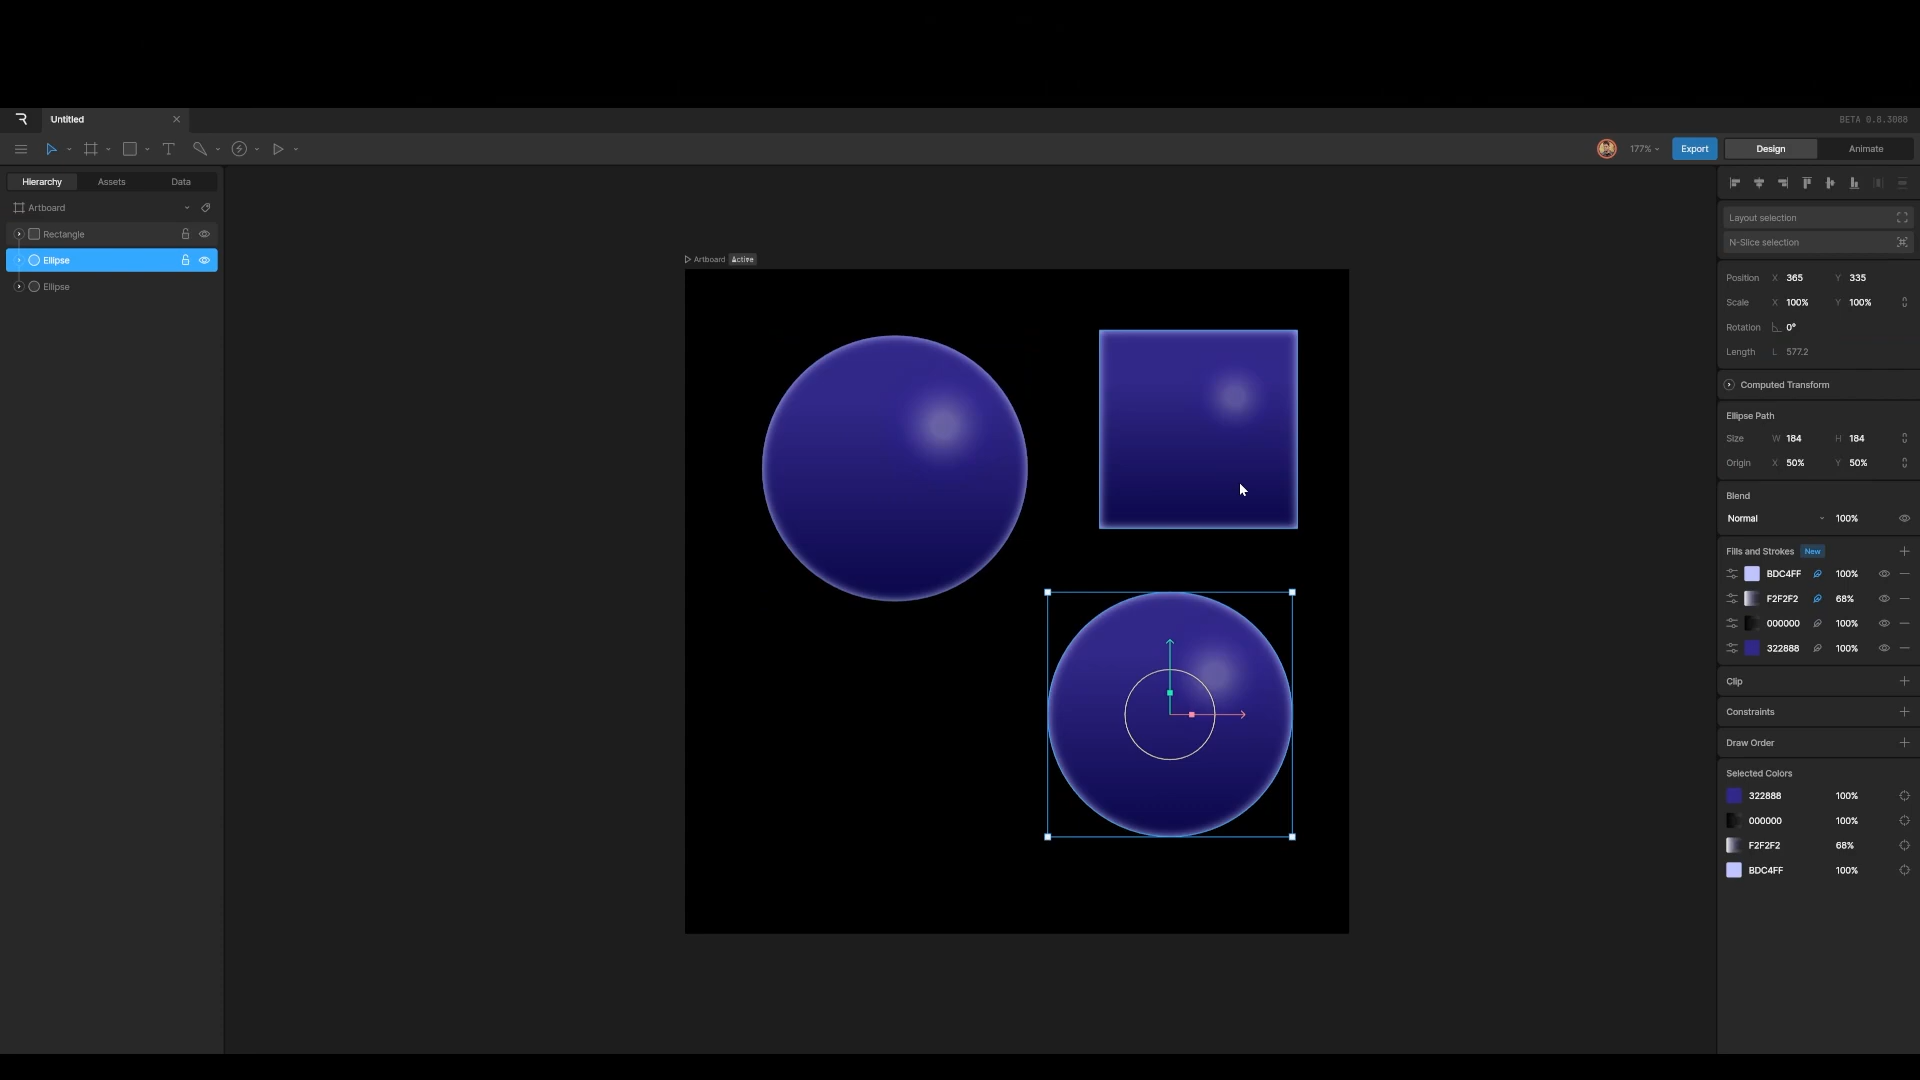 Untitled
BETA 0.8.3088
177%
Export
Design
Animate
Hierarchy
Assets
Data
Artboard
Rectangle
Ellipse
Ellipse
Artboard Active
Layout selection
N-Slice selection
Position X 365 Y 335
Scale X 100% Y 100%
Rotation 0°
Length L 577.2
Computed Transform
Ellipse Path
Size W 184 H 184
Origin X 50% Y 50%
Blend
Normal 100%
Fills and Strokes New
BDC4FF 100%
F2F2F2 68%
000000 100%
322888 100%
Clip
Constraints
Draw Order
Selected Colors
322888 100%
000000 100%
F2F2F2 68%
BDC4FF 100%